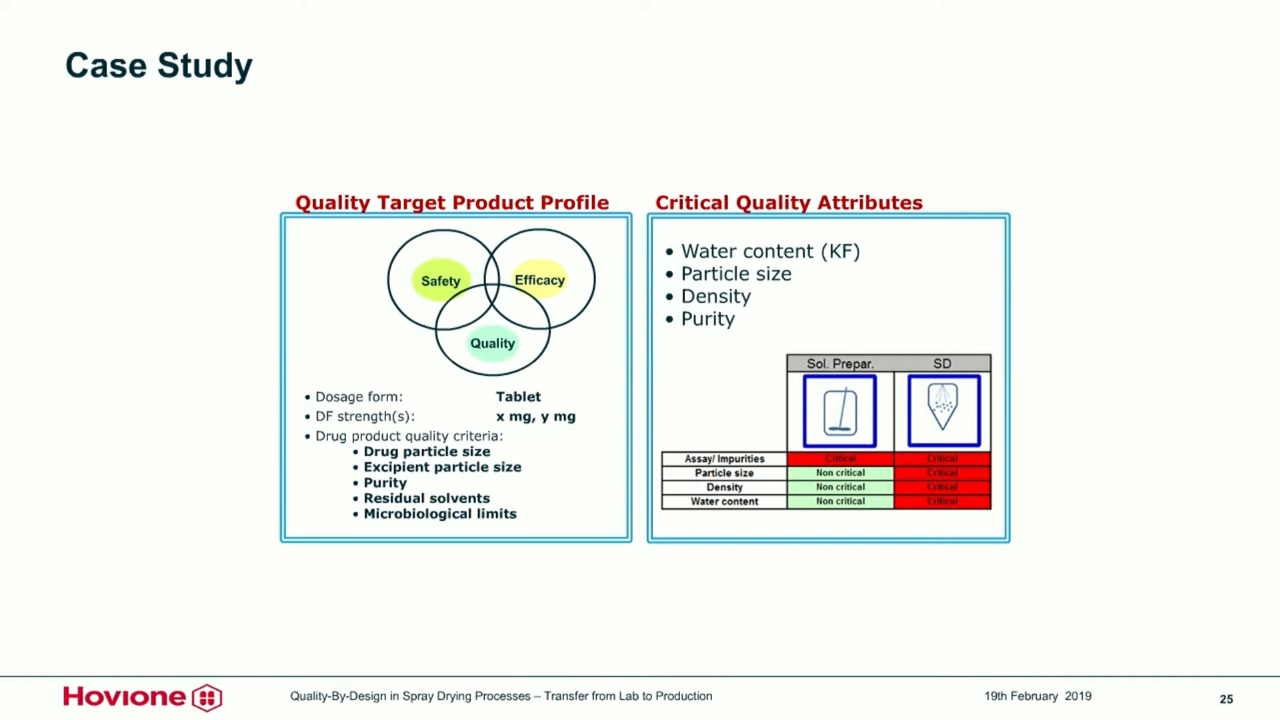 Case Study
Quality Target Product Profile
Safety
Efficacy
Quality
• Dosage form: Tablet
• DF strength(s): x mg, y mg
• Drug product quality criteria:
• Drug particle size
• Excipient particle size
• Purity
• Residual solvents
• Microbiological limits
Critical Quality Attributes
• Water content (KF)
• Particle size
• Density
• Purity
Sol. Prepar. SD
Assay/ Impurities Critical Critical
Particle size Non critical Critical
Density Non critical Critical
Water content Non critical Critical
Hovione
Quality-By-Design in Spray Drying Processes – Transfer from Lab to Production
19th February 2019
25